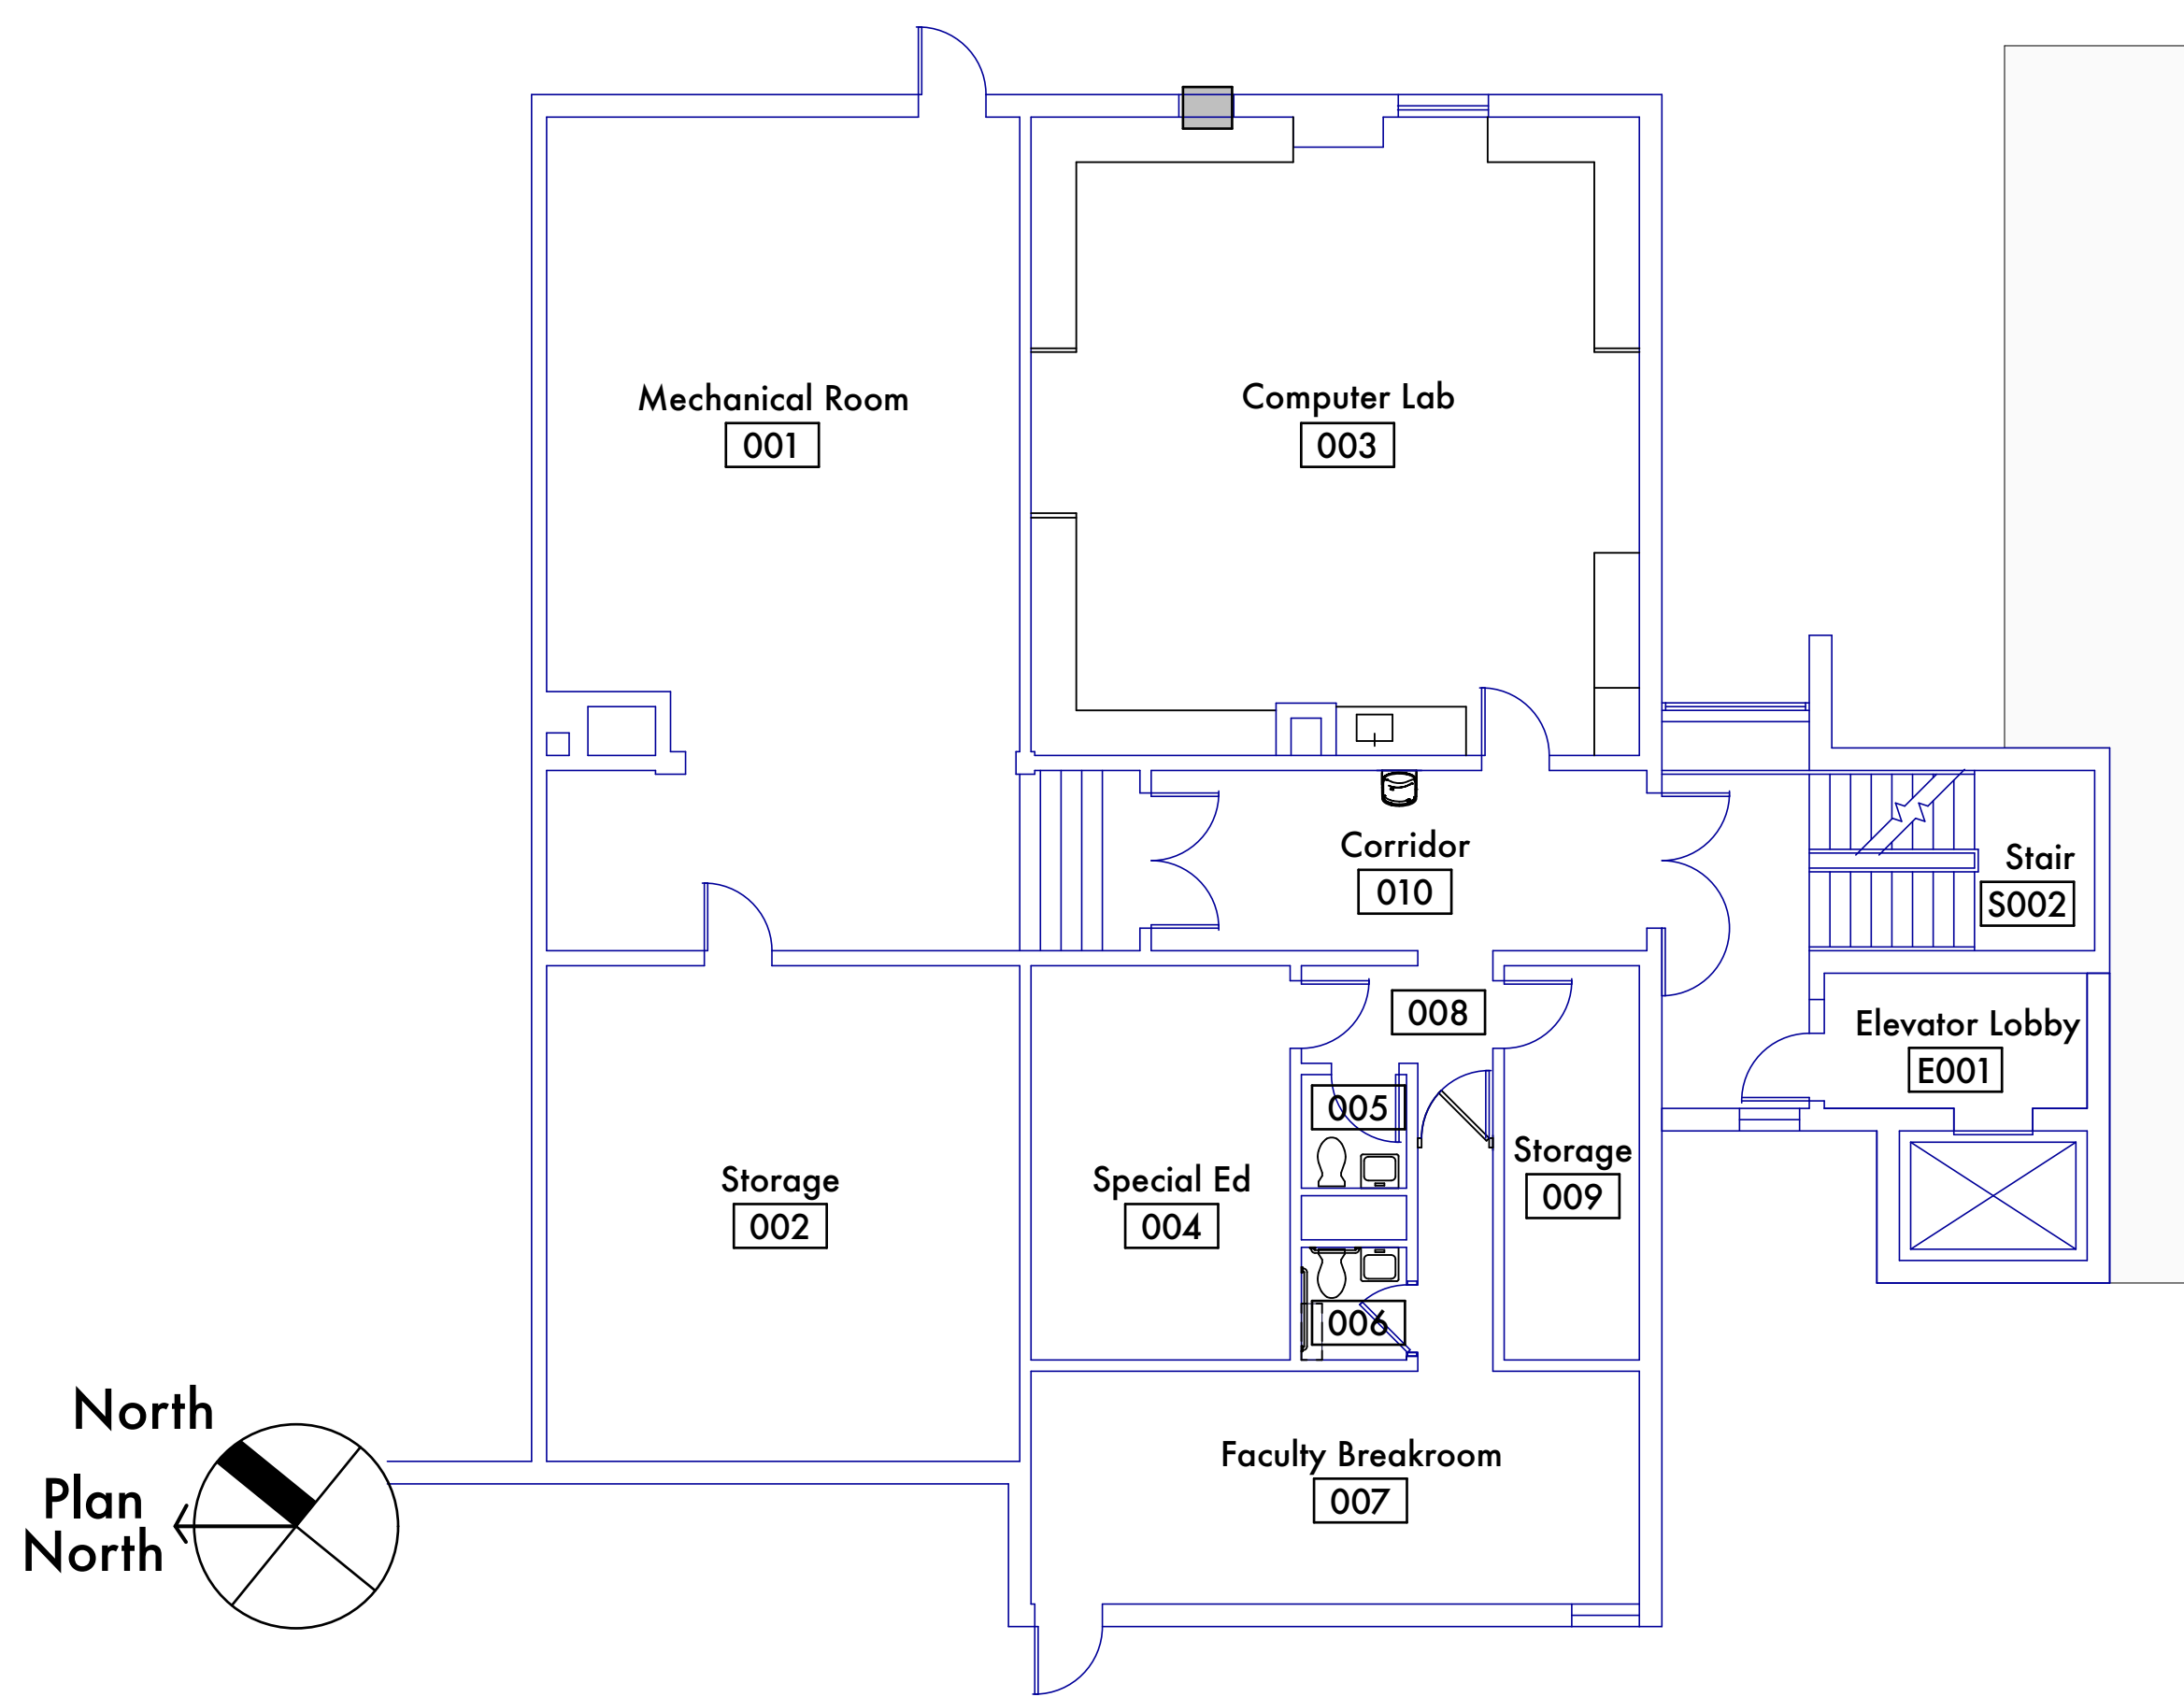 Mechanical Room
001
Computer Lab
003
Corridor
010
Stair
S002
008
Elevator Lobby
E001
005
Storage
009
Storage
002
Special Ed
004
006
North
Plan
North
Faculty Breakroom
007